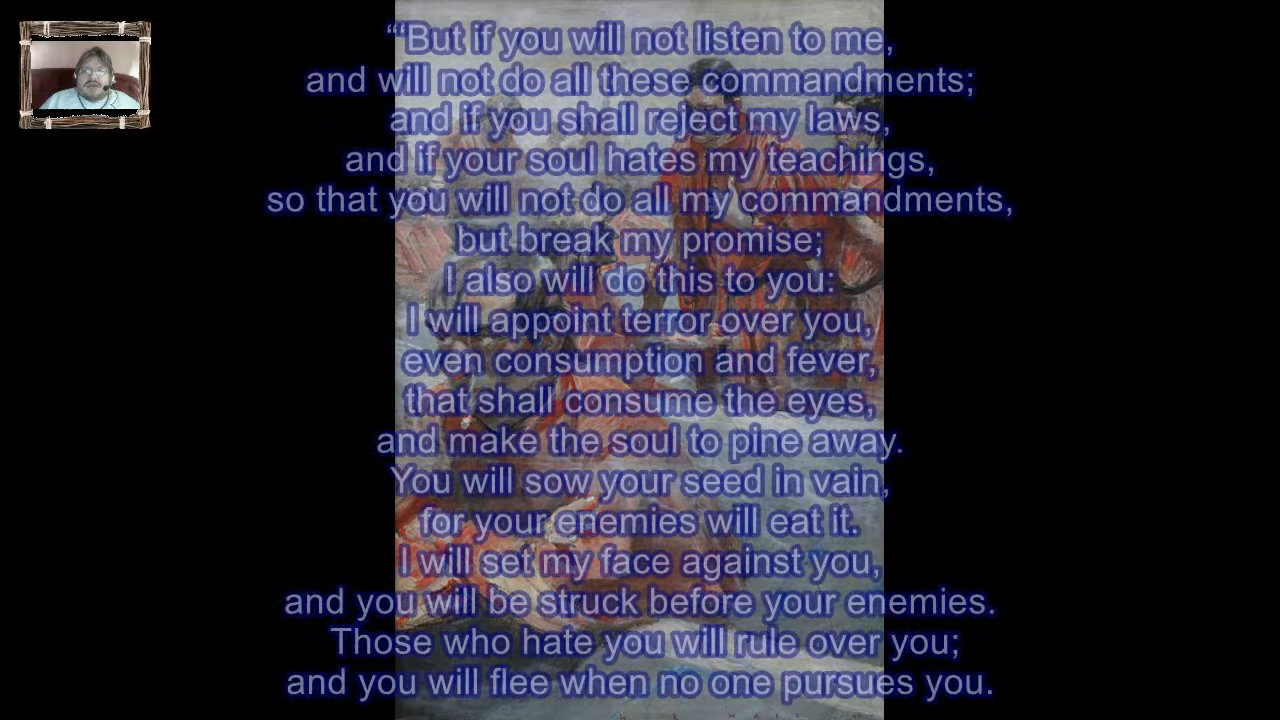 “‘But if you will not listen to me,
and will not do all these commandments;
and if you shall reject my laws,
and if your soul hates my teachings,
so that you will not do all my commandments,
but break my promise;
I also will do this to you:
I will appoint terror over you,
even consumption and fever,
that shall consume the eyes,
and make the soul to pine away.
You will sow your seed in vain,
for your enemies will eat it.
I will set my face against you,
and you will be struck before your enemies.
Those who hate you will rule over you;
and you will flee when no one pursues you.